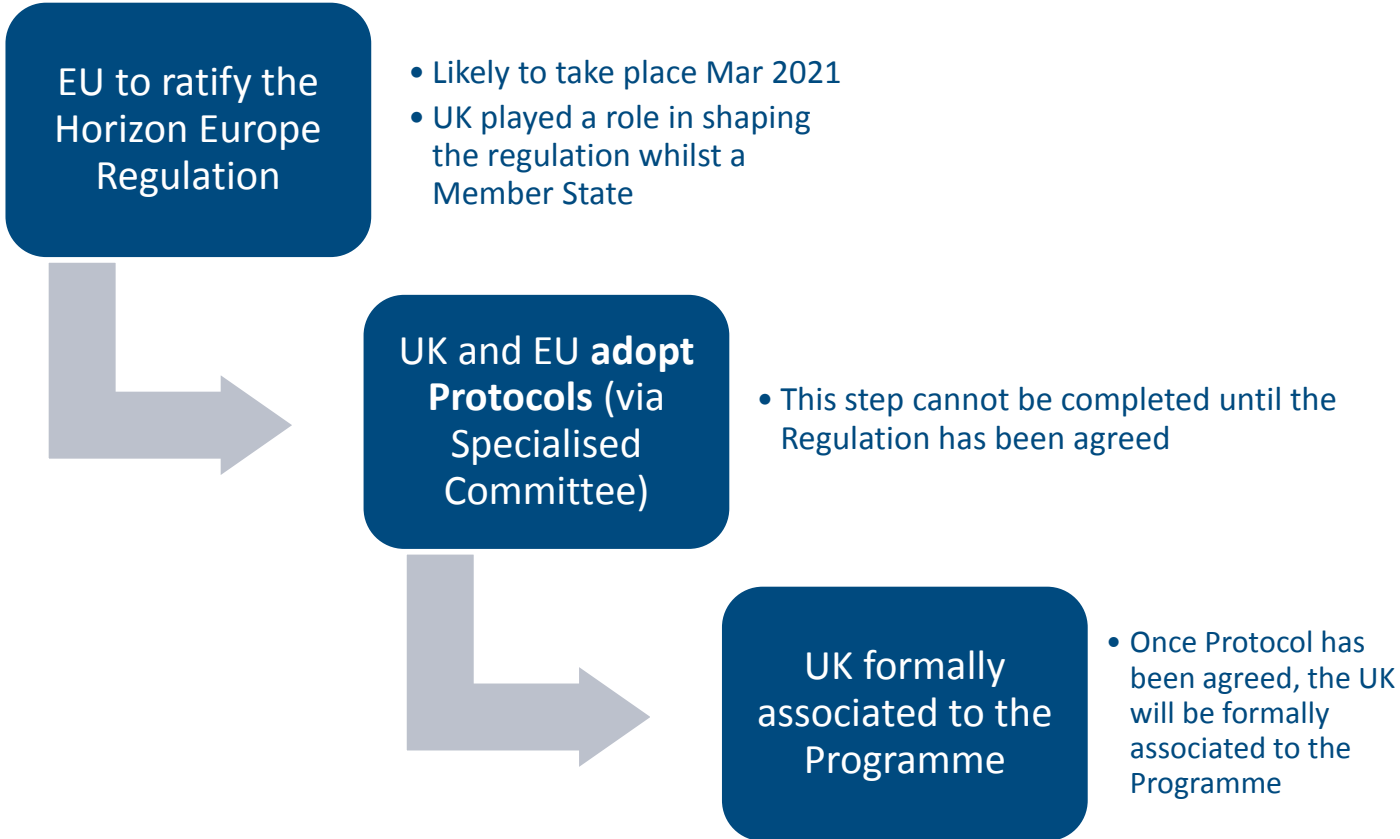 EU to ratify the
Horizon Europe
Regulation
• Likely to take place Mar 2021
• UK played a role in shaping
the regulation whilst a
Member State
UK and EU adopt
Protocols (via
Specialised
Committee)
• This step cannot be completed until the
Regulation has been agreed
UK formally
associated to the
Programme
• Once Protocol has
been agreed, the UK
will be formally
associated to the
Programme